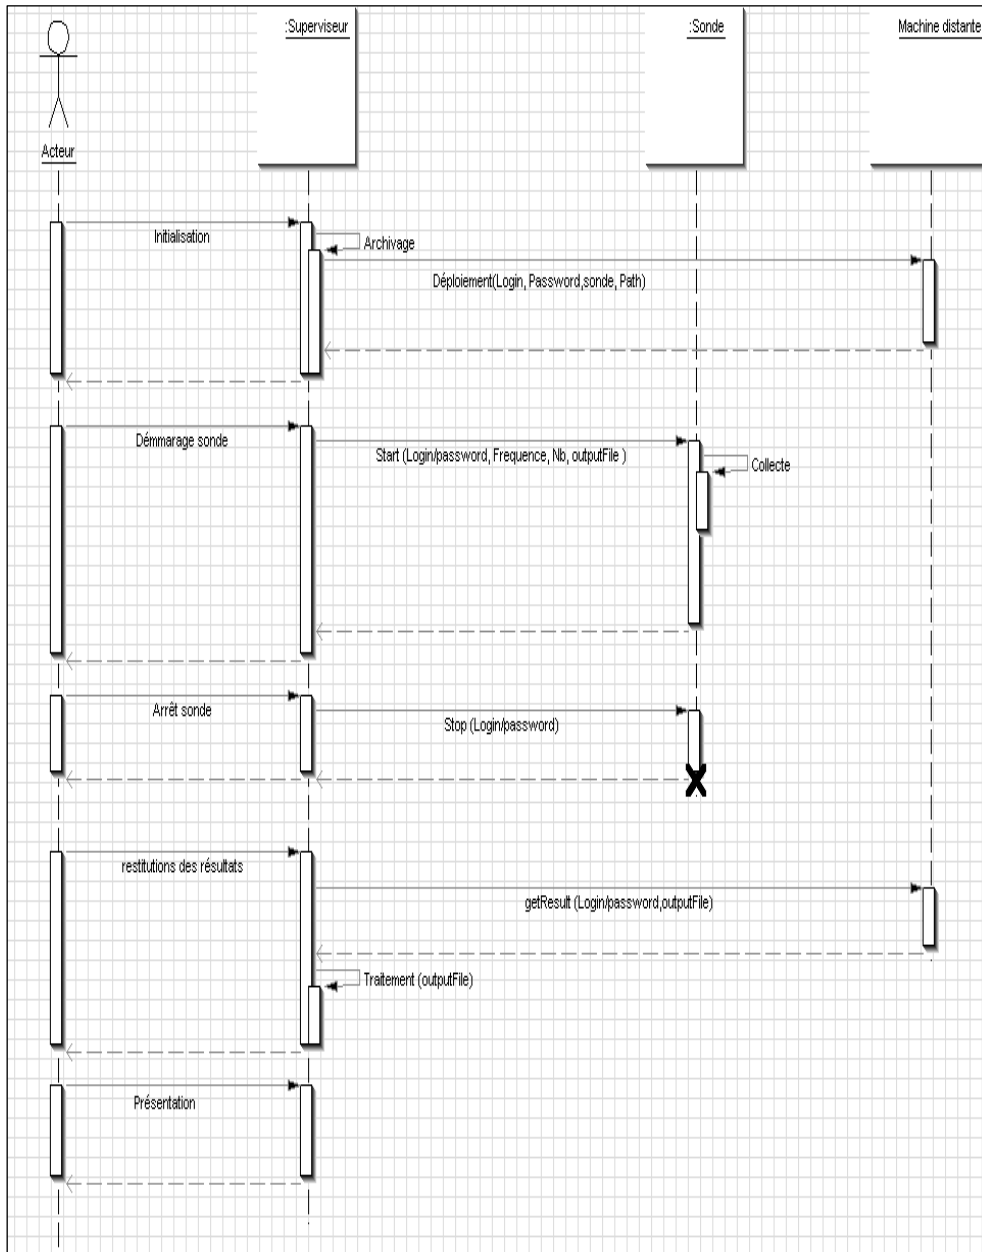 :Superviseur
:Sonde
Machine distante
Acteur
Initialisation
Archivage
Déploiement(Login, Password,sonde, Path)
Démmarage sonde
Start (Login/password, Frequence, Nb, outputFile )
Collecte
Arrêt sonde
Stop (Login/password)
restitutions des résultats
getResult (Login/password,outputFile)
Traitement (outputFile)
Présentation